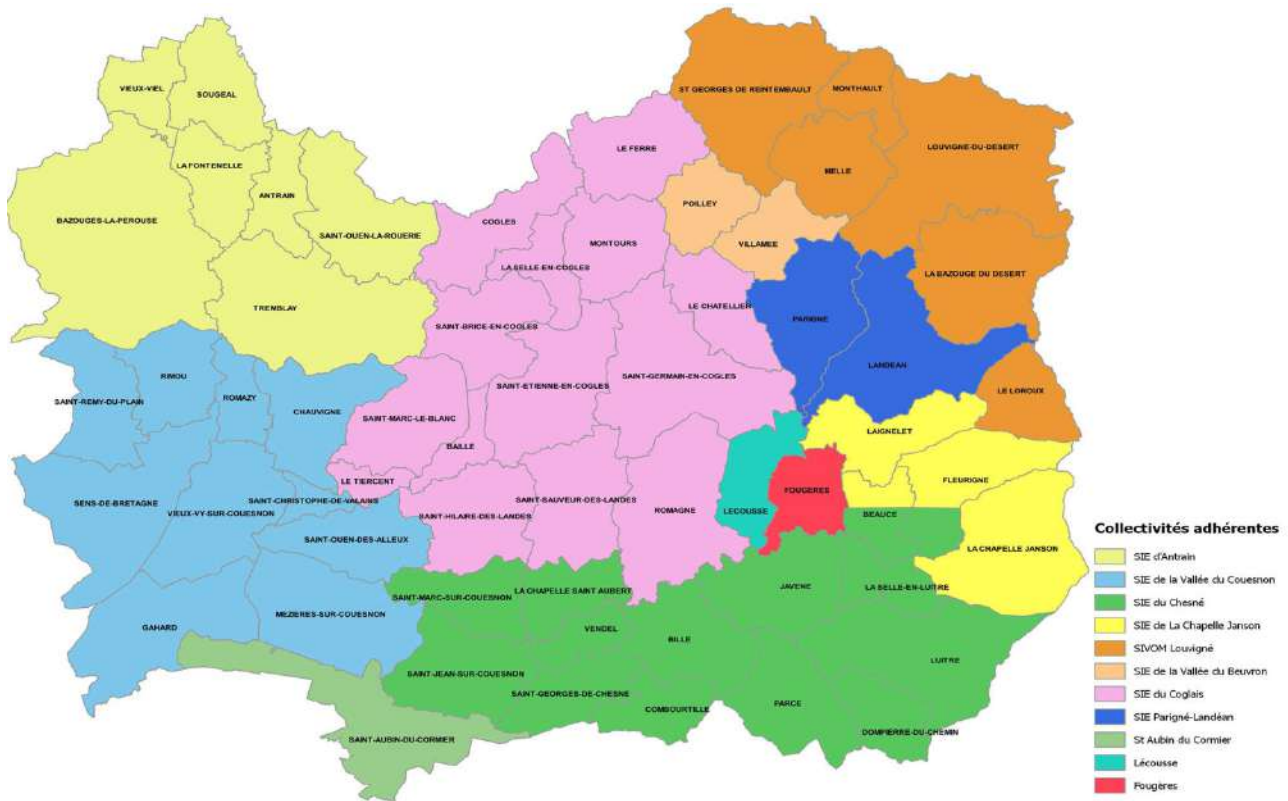 VIEUX-VIEL
SOUGEAL
LA FONTENELLE
ANTRAIN
BAZOUGES-LA-PEROUSE
SAINT-OUEN-LA-ROUERIE
TREMBLAY
ST GEORGES DE REINTEMBAULT
MONTHAULT
LOUVIGNE-DU-DESERT
MELLE
LE FERRE
POILLEY
VILLAMEE
COGLES
MONTOURS
LA SELLE-EN-COGLES
LA BAZOUGE DU DESERT
LE CHATELLIER
PARIGNE
SAINT-BRICE-EN-COGLES
LANDEAN
SAINT-ETIENNE-EN-COGLES
SAINT-GERMAIN-EN-COGLES
LE LOROUX
RIMOU
SAINT-REMY-DU-PLAIN
ROMAZY
CHAUVIGNE
SAINT-MARC-LE-BLANC
BAILLE
LAIGNELET
LE TIERCENT
FLEURIGNE
FOUGERES
SENS-DE-BRETAGNE
SAINT-CHRISTOPHE-DE-VALAINS
VIEUX-VY-SUR-COUESNON
SAINT-SAUVEUR-DES-LANDES
SAINT-HILAIRE-DES-LANDES
ROMAGNE
LECOUSSE
BEAUCE
SAINT-OUEN-DES-ALLEUX
LA CHAPELLE JANSON
JAVENE
LA SELLE-EN-LUITRE
LA CHAPELLE SAINT AUBERT
SAINT-MARC-SUR-COUESNON
MEZIERES-SUR-COUESNON
GAHARD
VENDEL
BILLE
LUITRE
SAINT-JEAN-SUR-COUESNON
SAINT-GEORGES-DE-CHESNE
PARCE
COMBOURTILLE
DOMPIERRE-DU-CHEMIN
SAINT-AUBIN-DU-CORMIER
Collectivités adhérentes
SIE d'Antrain
SIE de la Vallée du Couesnon
SIE du Chesné
SIE de La Chapelle Janson
SIVOM Louvigné
SIE de la Vallée du Beuvron
SIE du Coglais
SIE Parigné-Landéan
St Aubin du Cormier
Lécousse
Fougères